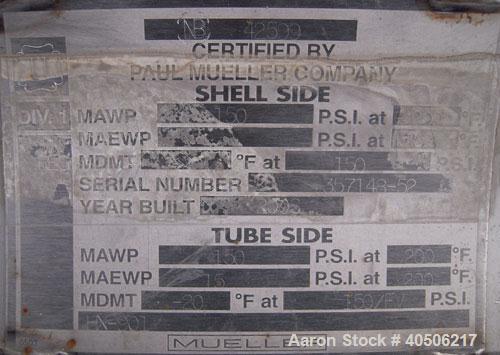 (NB) 42509
CERTIFIED BY
PAUL MUELLER COMPANY
SHELL SIDE
MAWP 150 P.S.I. at
MAEWP P.S.I. at
MDMT °F at 150
SERIAL NUMBER 357148-52
YEAR BUILT
TUBE SIDE
MAWP 150 P.S.I. at 200 °F.
MAEWP 15 P.S.I. at 200 °F.
MDMT -20 °F at 150/FV P.S.I.
MUELLER
Aaron Stock # 40506217